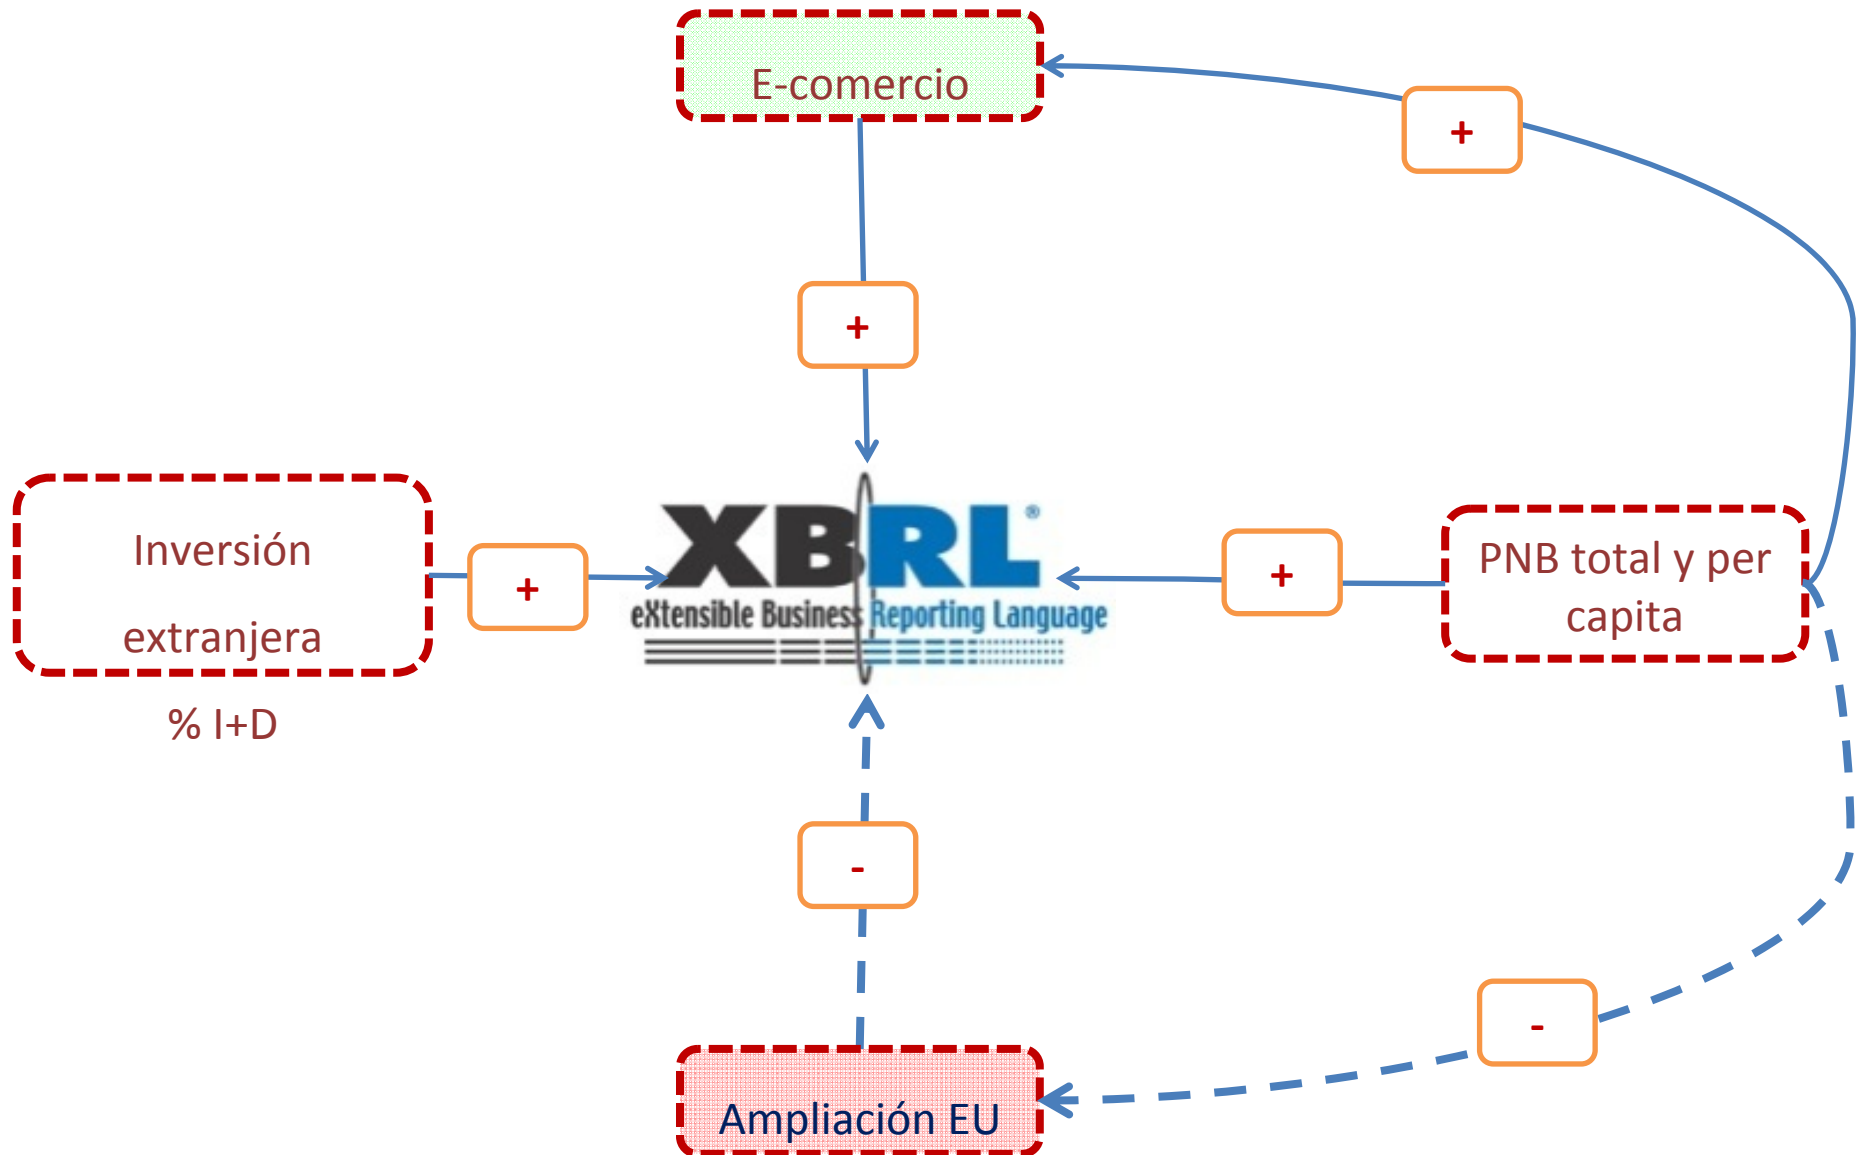 E-comercio
+
+
Inversión
extranjera
% I+D
+
XBRL®
eXtensible Business Reporting Language
+
PNB total y per
capita
-
-
Ampliación EU